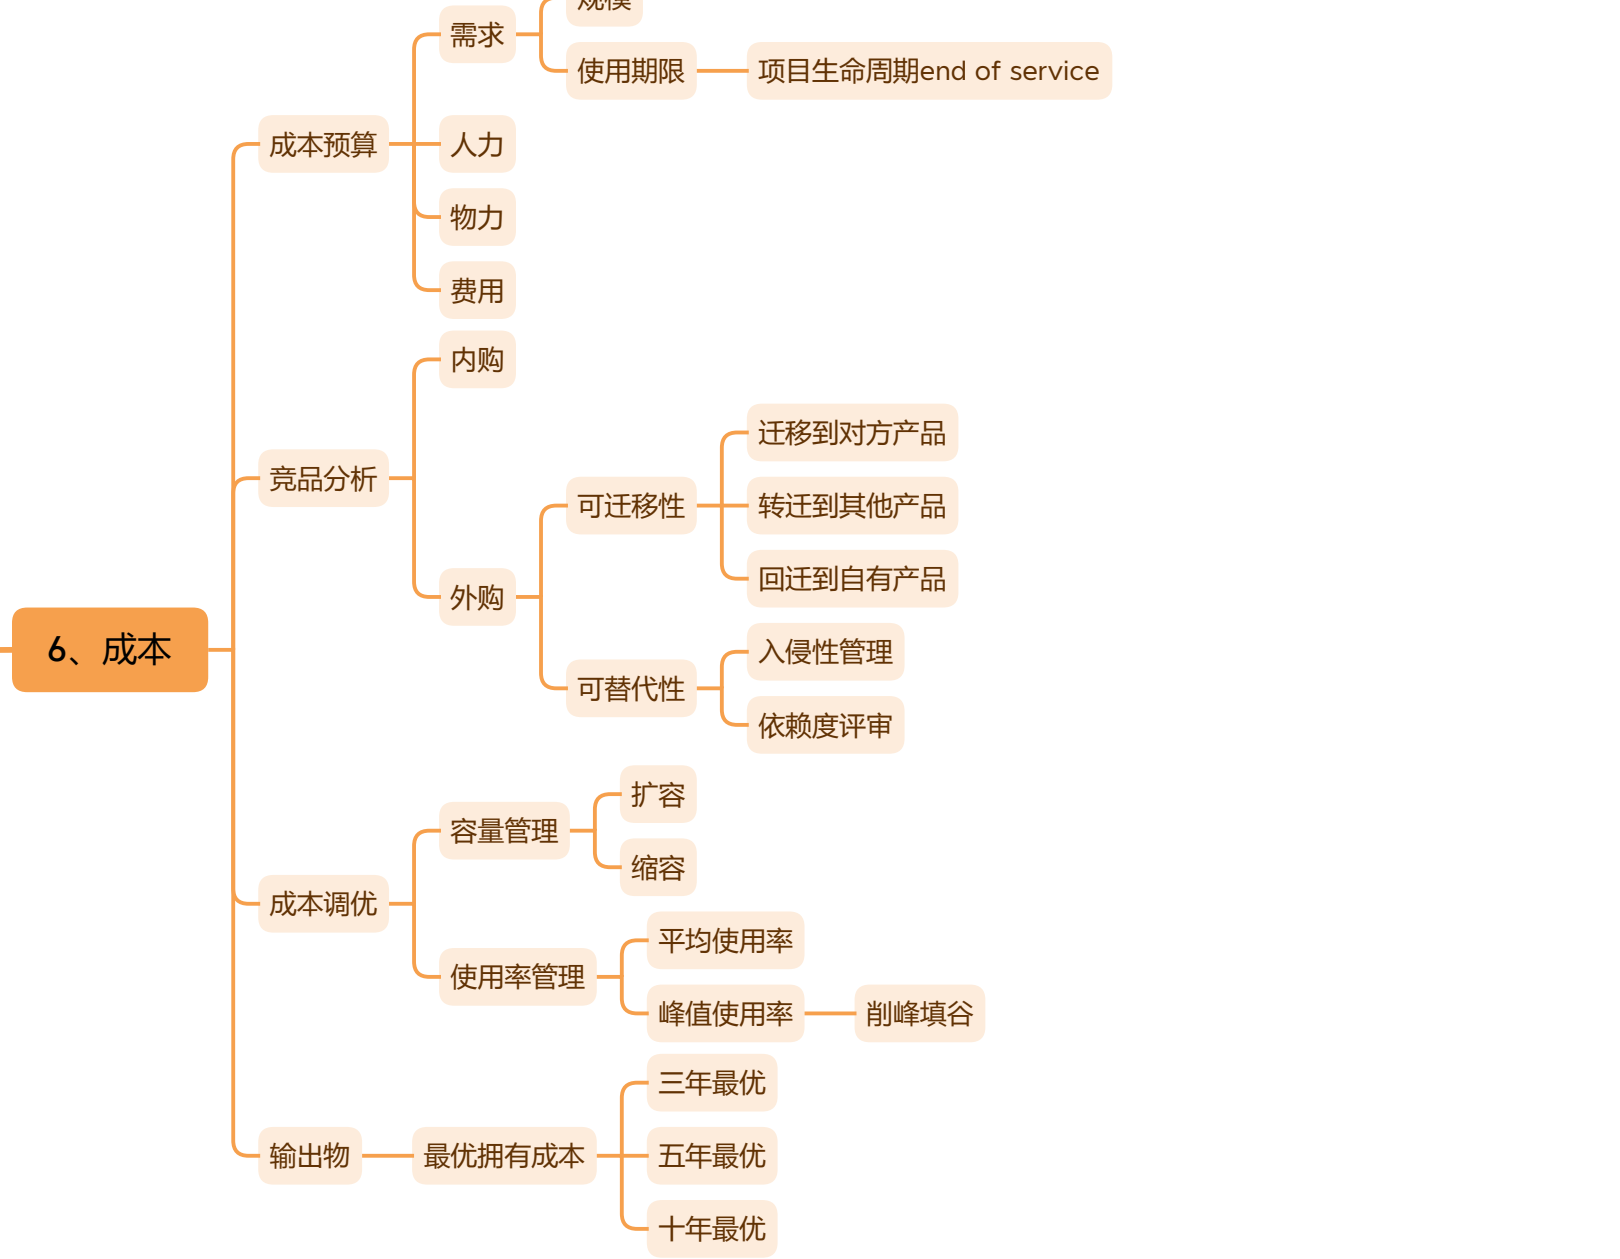 规模
需求
使用期限
项目生命周期end of service
成本预算
人力
物力
费用
内购
迁移到对方产品
竞品分析
可迁移性
转迁到其他产品
回迁到自有产品
外购
入侵性管理
6、成本
可替代性
依赖度评审
扩容
容量管理
缩容
成本调优
平均使用率
使用率管理
峰值使用率
削峰填谷
三年最优
输出物
最优拥有成本
五年最优
十年最优